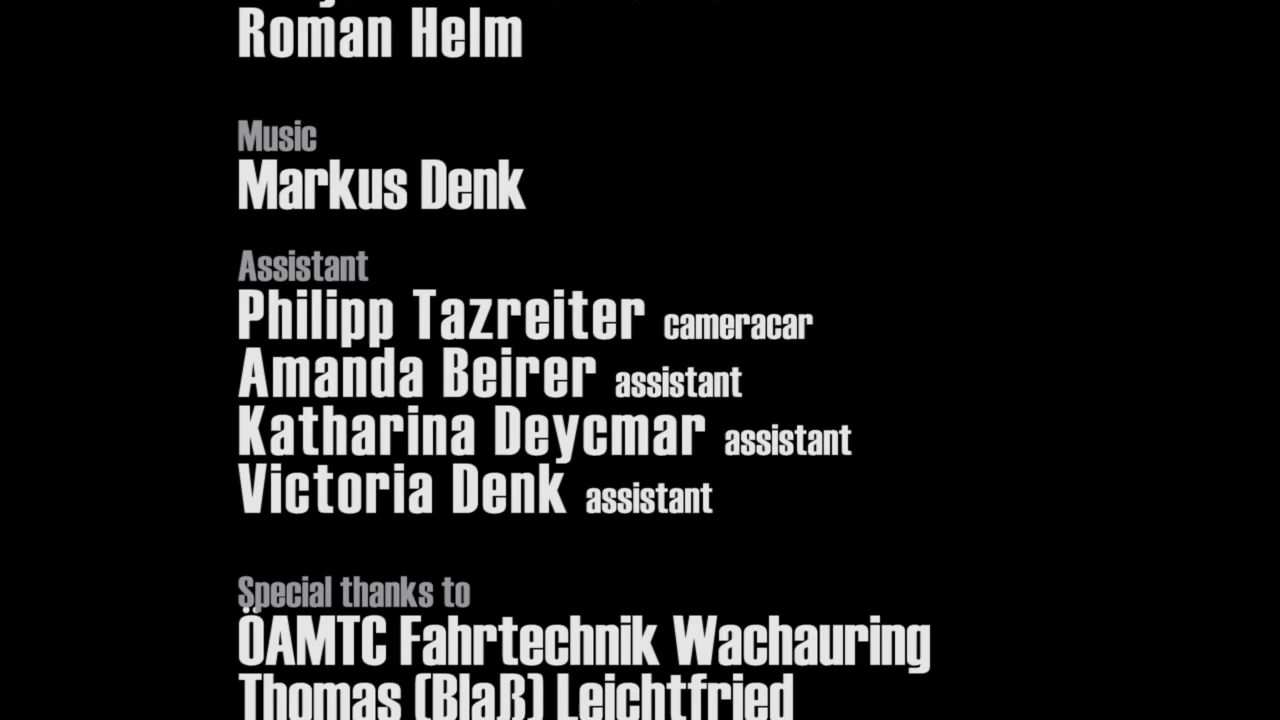 Roman Helm
Music
Markus Denk
Assistant
Philipp Tazreiter cameracar
Amanda Beirer assistant
Katharina Deycmar assistant
Victoria Denk assistant
Special thanks to
ÖAMTC Fahrtechnik Wachauring
Thomas (Blaß) Leichtfried